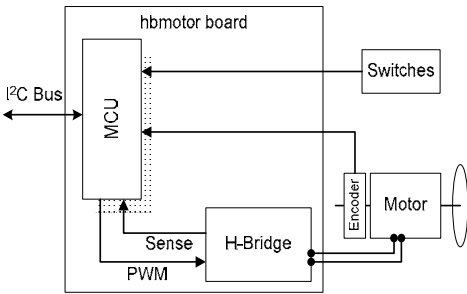 hbmotor board
Switches
I²C Bus
MCU
Encoder
Motor
Sense
H-Bridge
PWM